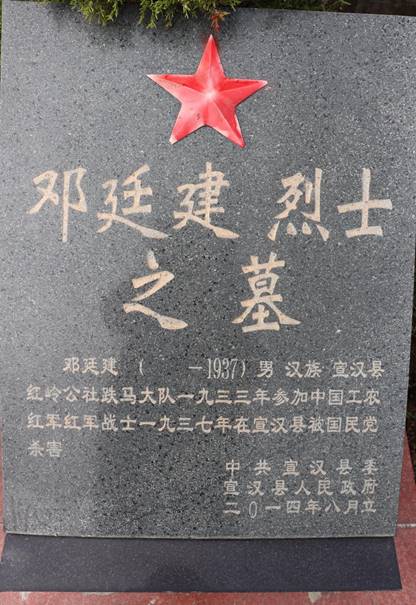 邓廷建 烈士
之 墓
邓廷建 （ —1937）男 汉族 宣汉县
红岭公社跌马大队一九三三年参加中国工农
红军红军战士一九三七年在宣汉县被国民党
杀害
中共宣汉县委
宣汉县人民政府
二〇一四年八月立